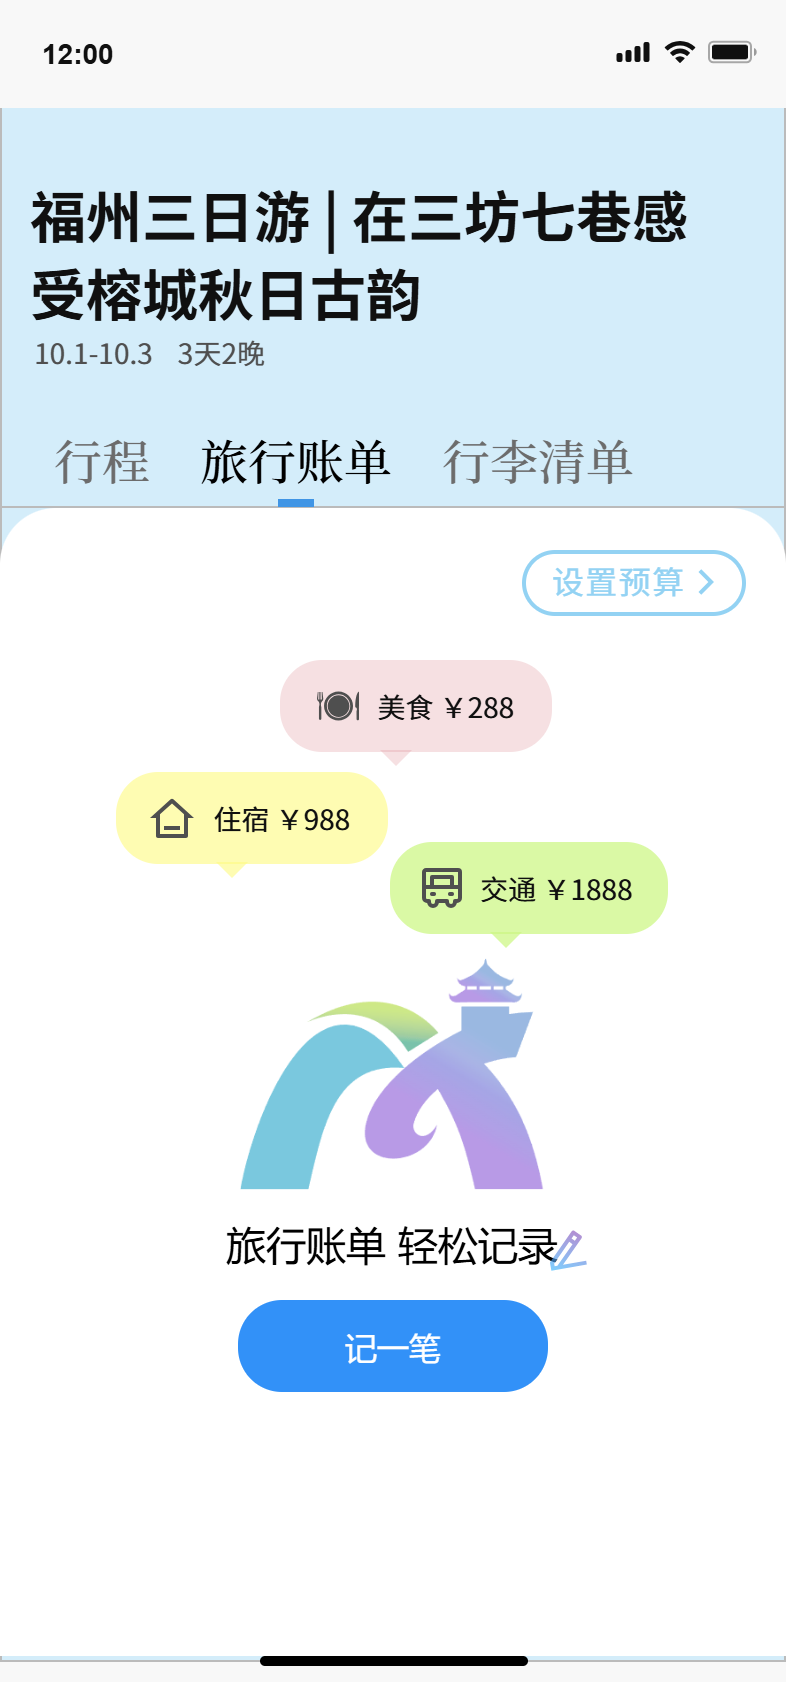 12:00
福州三日游 | 在三坊七巷感
受榕城秋日古韵
10.1-10.3 3天2晚
行程 旅行账单 行李清单
设置预算
美食 ￥288
住宿 ￥988
交通 ￥1888
旅行账单 轻松记录
记一笔